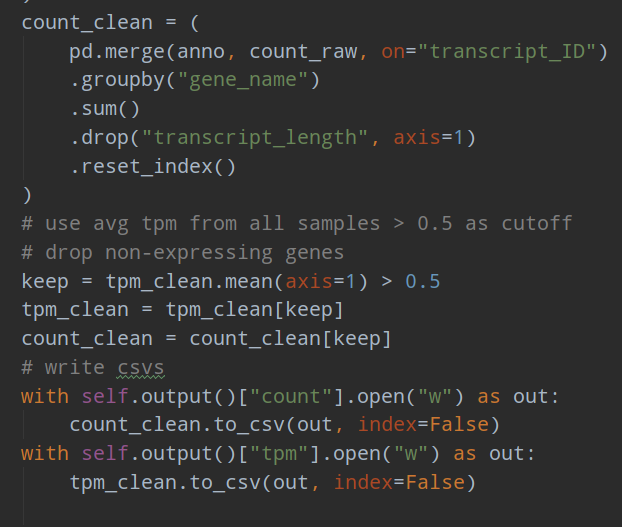 count_clean = (
    pd.merge(anno, count_raw, on="transcript_ID")
    .groupby("gene_name")
    .sum()
    .drop("transcript_length", axis=1)
    .reset_index()
)
# use avg tpm from all samples > 0.5 as cutoff
# drop non-expressing genes
keep = tpm_clean.mean(axis=1) > 0.5
tpm_clean = tpm_clean[keep]
count_clean = count_clean[keep]
# write csvs
with self.output()["count"].open("w") as out:
    count_clean.to_csv(out, index=False)
with self.output()["tpm"].open("w") as out:
    tpm_clean.to_csv(out, index=False)